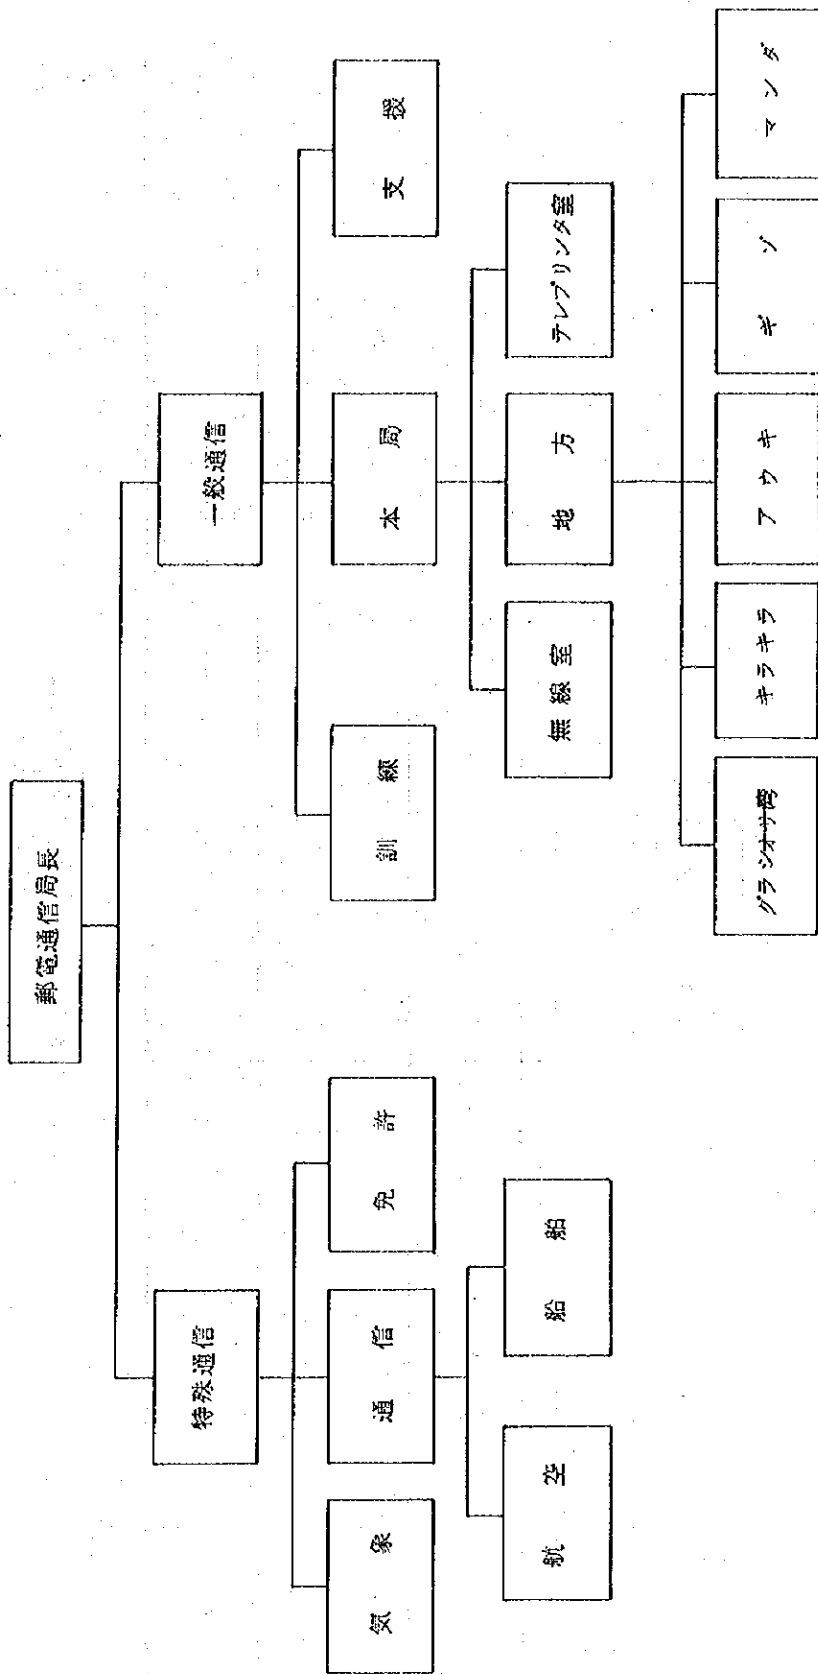 郵電通信局長
特殊通信
一般通信
気象
通信
免許
訓練
本局
支援
航空
船舶
無線室
地方
テレプリンタ室
グラシオサ湾
キラキラ
アウキ
ギゾ
マンダ